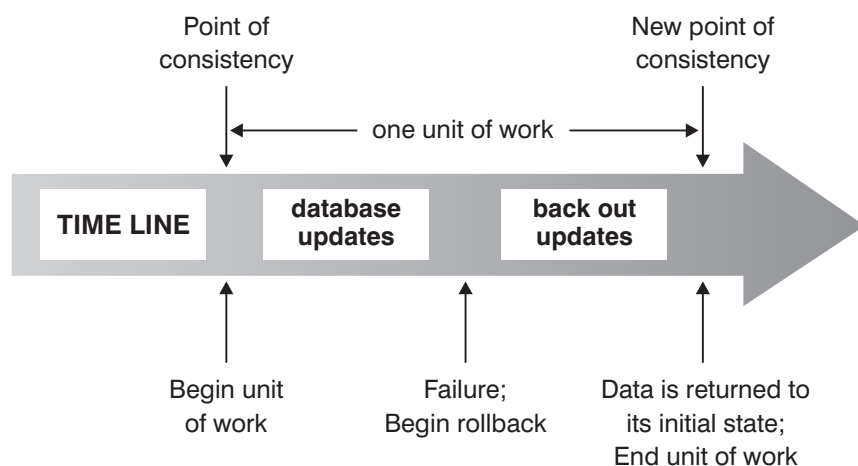 Point of
consistency
New point of
consistency
one unit of work
TIME LINE
database
updates
back out
updates
Begin unit
of work
Failure;
Begin rollback
Data is returned to
its initial state;
End unit of work